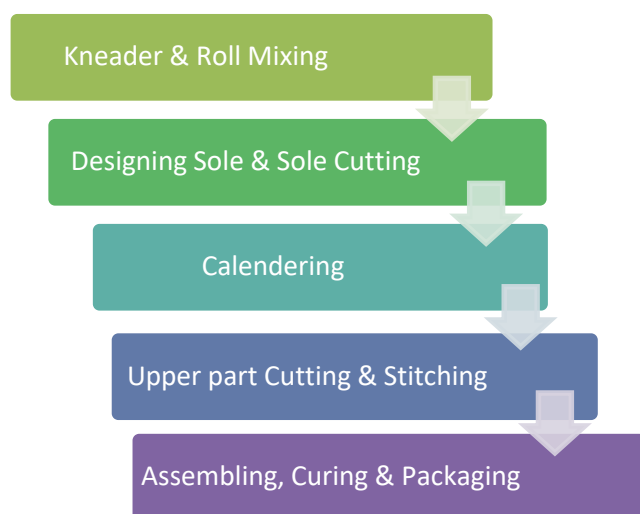 Kneader & Roll Mixing
Designing Sole & Sole Cutting
Calendering
Upper part Cutting & Stitching
Assembling, Curing & Packaging